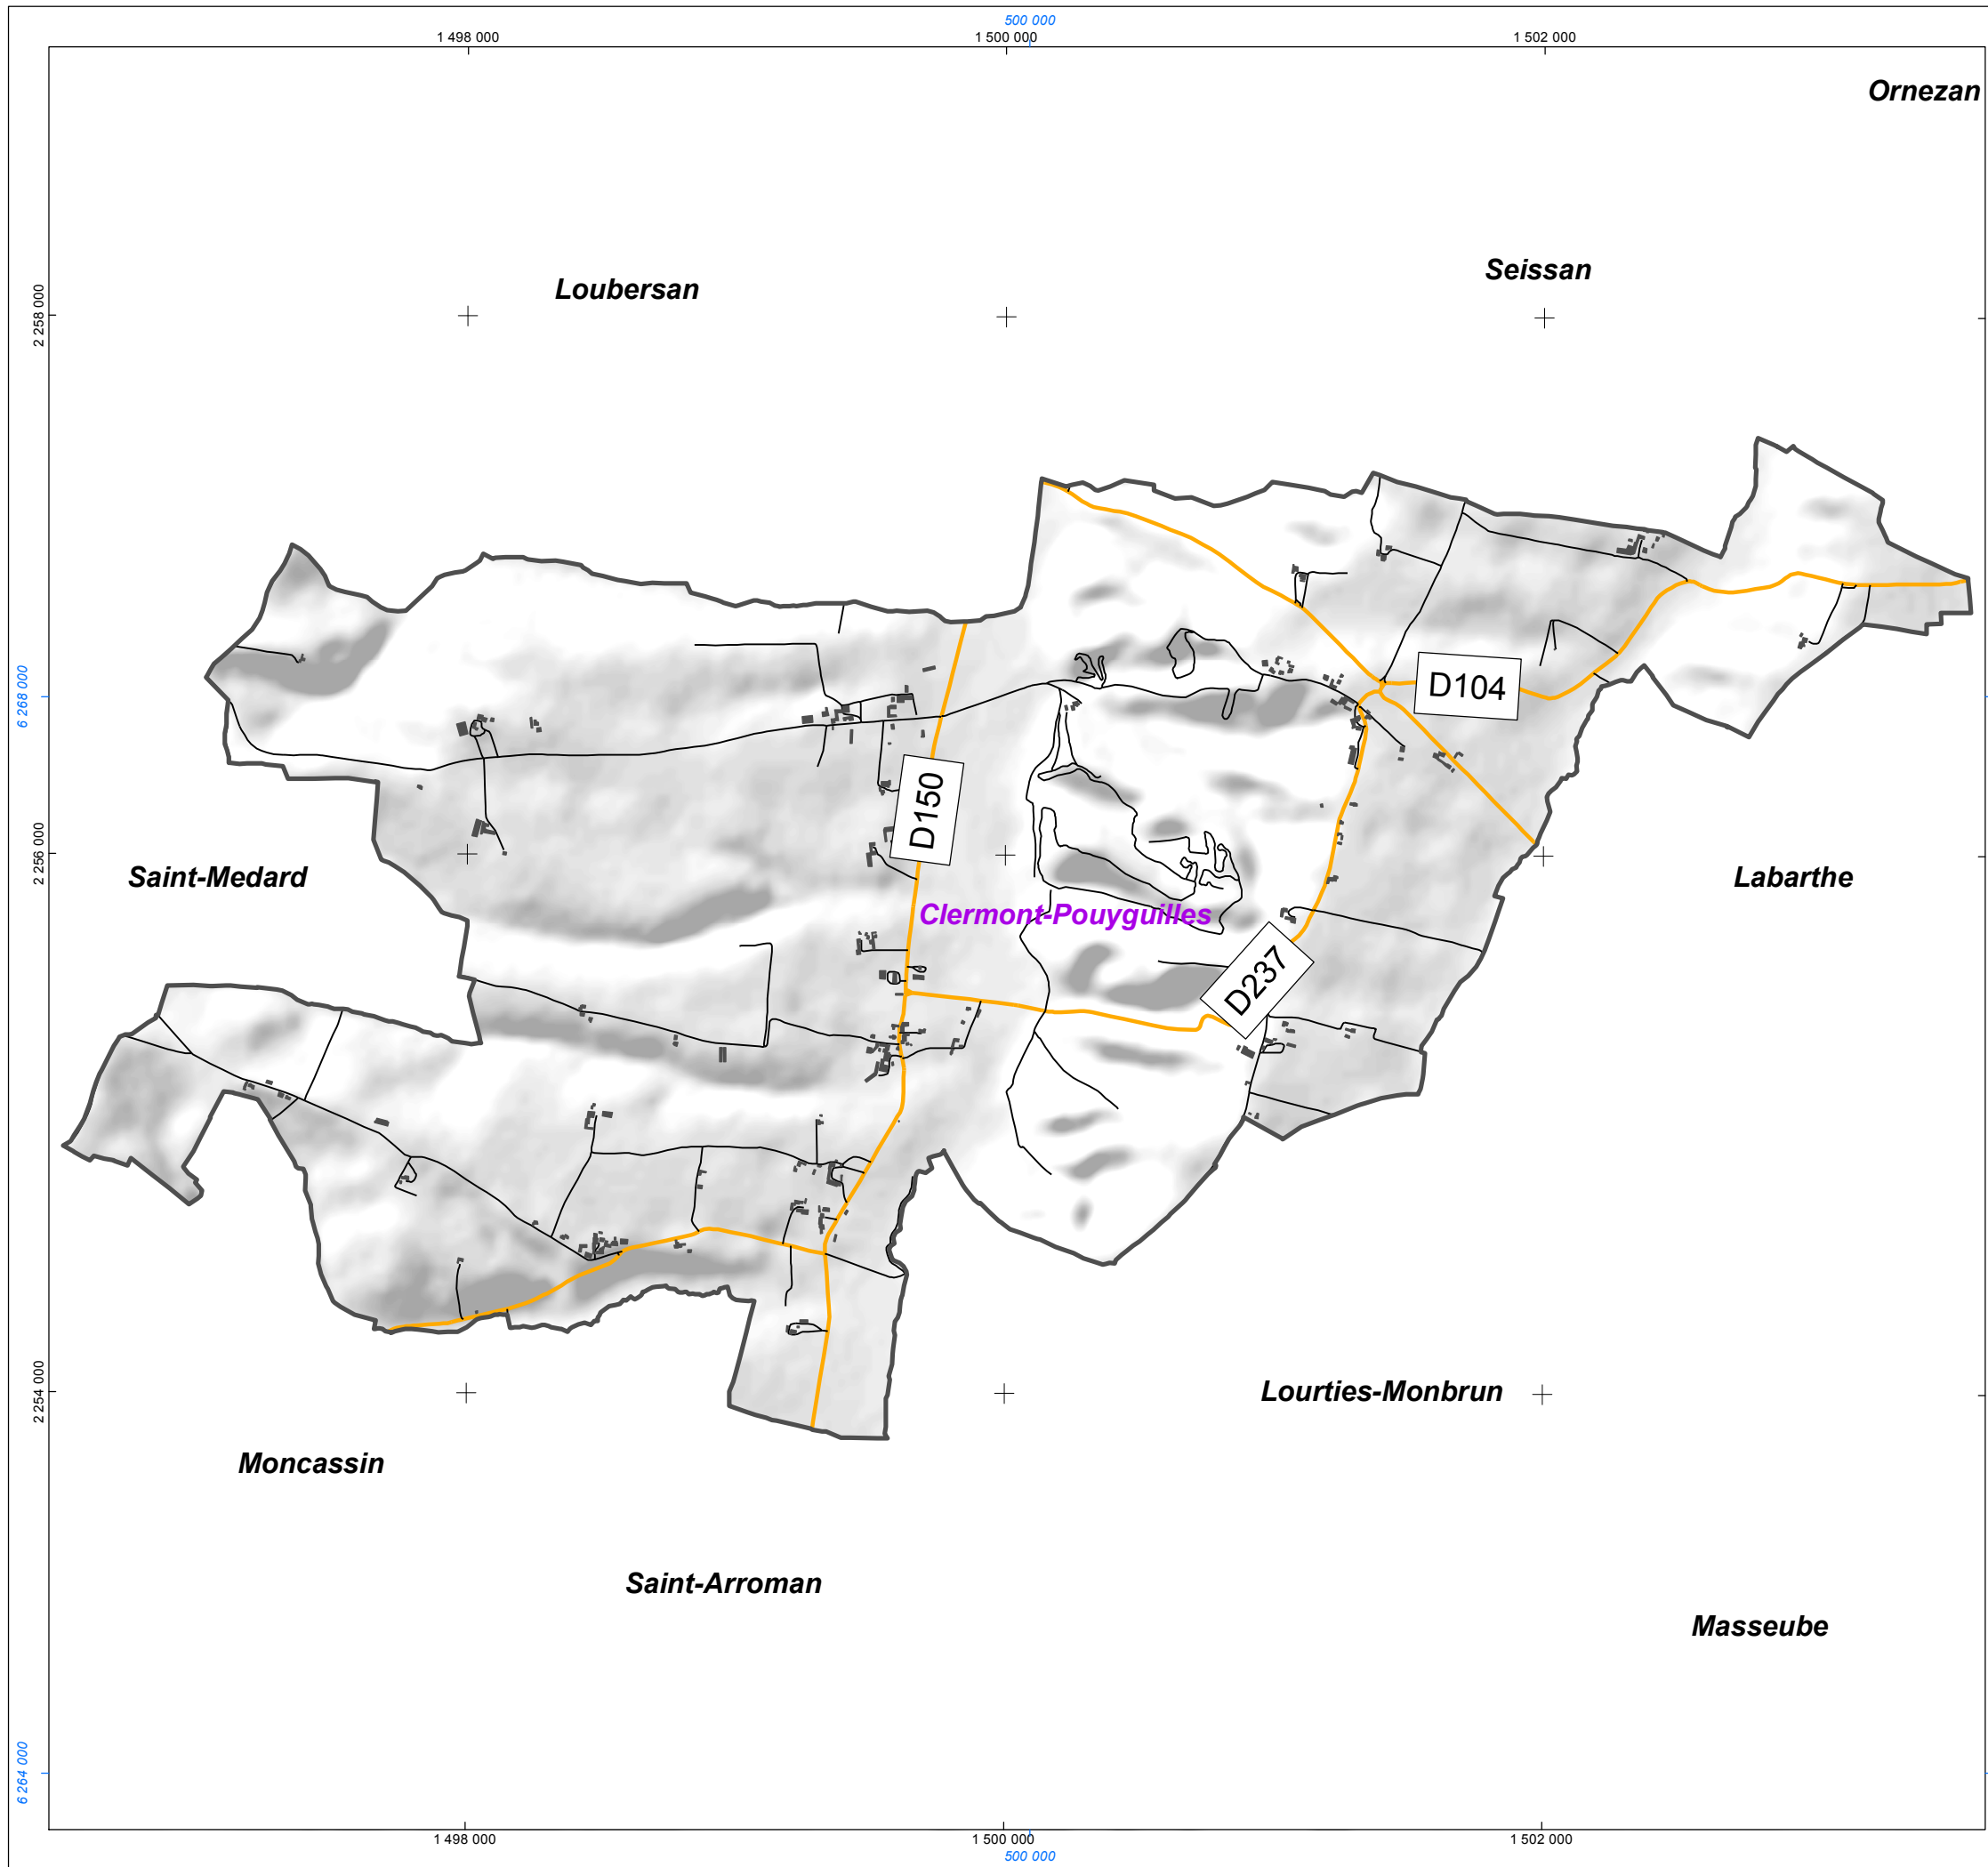 500 000
1 498 000
1 500 000
1 502 000
Ornezan
Seissan
Loubersan
2 258 000
6 268 000
D104
D150
2 256 000
Saint-Medard
Labarthe
Clermont-Pouyguilles
D237
2 254 000
Lourties-Monbrun
Moncassin
Saint-Arroman
Masseube
6 264 000
1 498 000
1 500 000
1 502 000
500 000